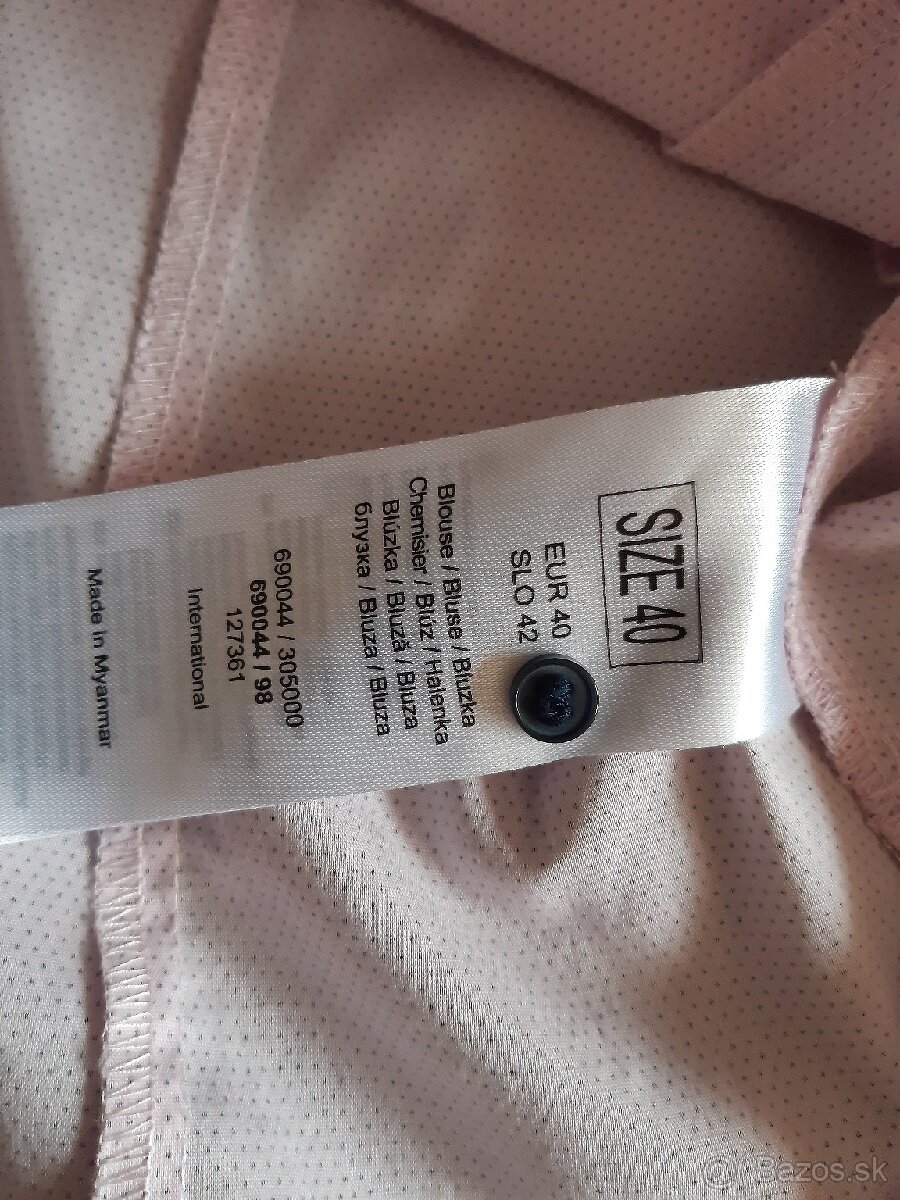 SIZE 40
EUR 40
SLO 42
Blouse / Bluse / Bluzka
Chemisier / Blúz / Halenka
Blúzka / Bluză / Bluza
блузка / Bluza / Bluza
690044 / 305000
690044 / 98
127361
International
Made in Myanmar
Bazos.sk